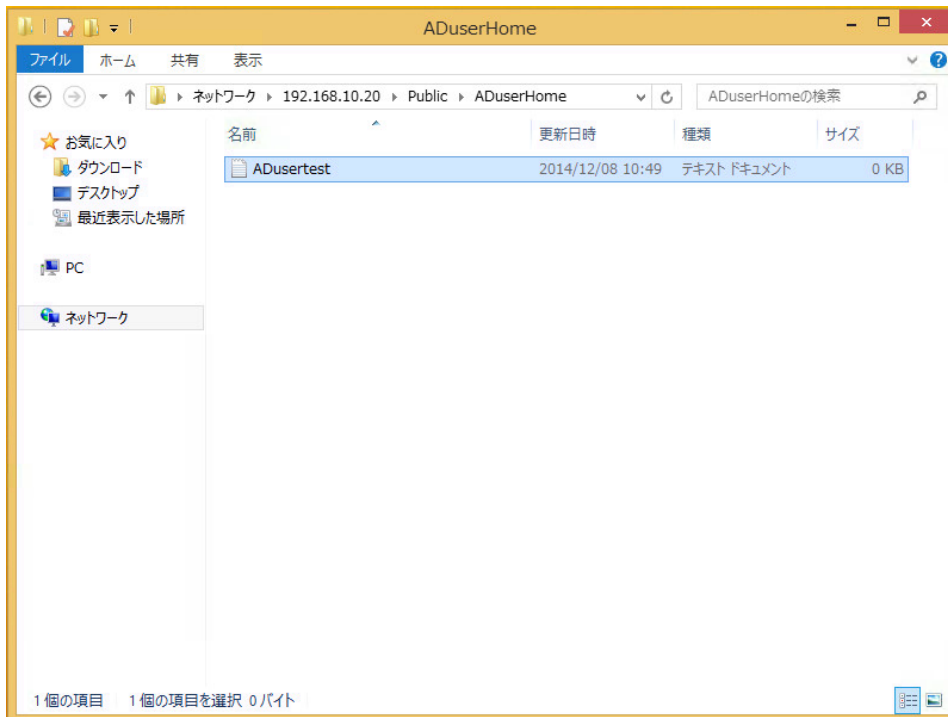 ADuserHome
ファイル ホーム 共有 表示
ネットワーク 192.168.10.20 Public ADuserHome ADuserHomeの検索
お気に入り
ダウンロード
デスクトップ
最近表示した場所
PC
ネットワーク
名前 更新日時 種類 サイズ
ADusertest 2014/12/08 10:49 テキスト ドキュメント 0 KB
1 個の項目 1 個の項目を選択 0 バイト